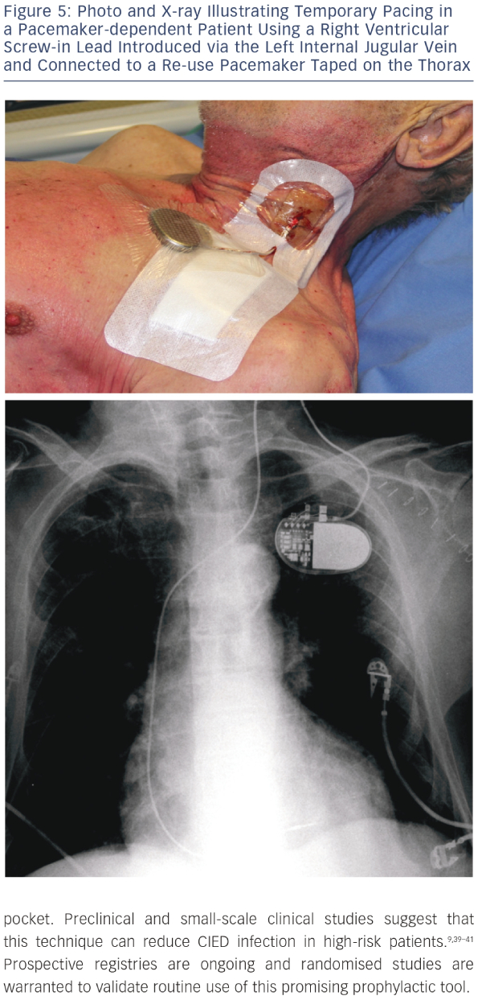 Figure 5: Photo and X-ray Illustrating Temporary Pacing in
a Pacemaker-dependent Patient Using a Right Ventricular
Screw-in Lead Introduced via the Left Internal Jugular Vein
and Connected to a Re-use Pacemaker Taped on the Thorax
pocket. Preclinical and small-scale clinical studies suggest that
this technique can reduce CIED infection in high-risk patients.9,39–41
Prospective registries are ongoing and randomised studies are
warranted to validate routine use of this promising prophylactic tool.